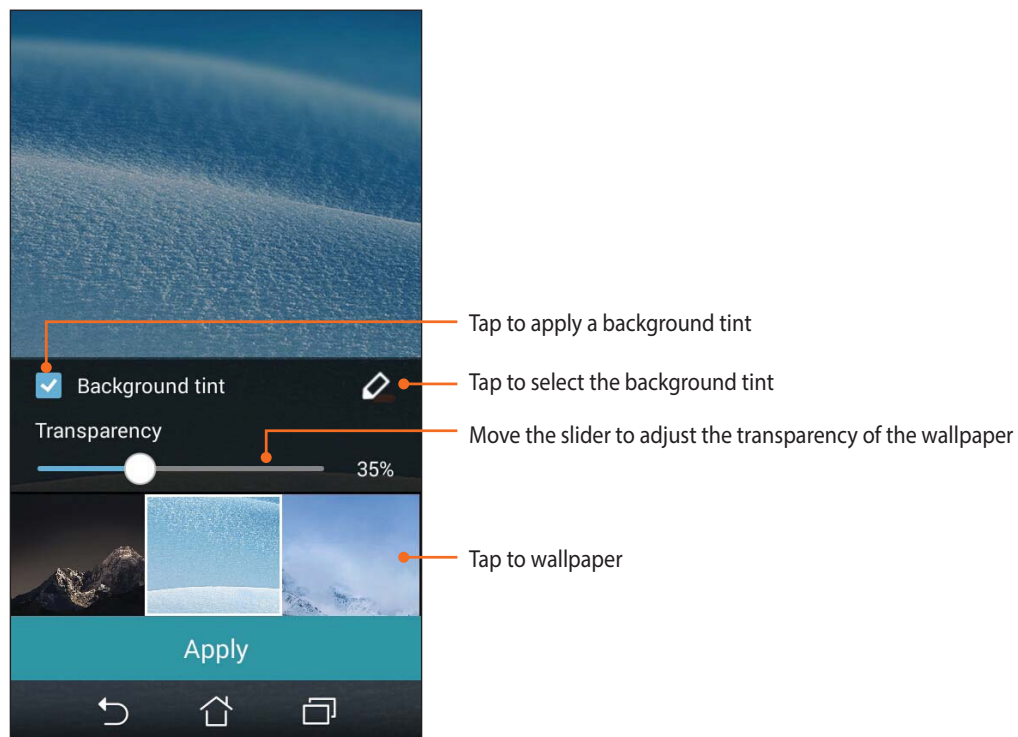 Tap to apply a background tint
Background tint
Tap to select the background tint
Transparency
Move the slider to adjust the transparency of the wallpaper
35%
Tap to wallpaper
Apply